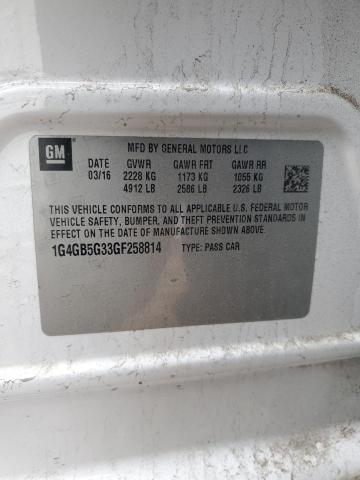 GM
MFD BY GENERAL MOTORS LLC
DATE GVWR GAWR FRT GAWR RR
03/16 2228 KG 1173 KG 1055 KG
4912 LB 2586 LB 2326 LB
THIS VEHICLE CONFORMS TO ALL APPLICABLE U.S. FEDERAL MOTOR
VEHICLE SAFETY, BUMPER, AND THEFT PREVENTION STANDARDS
IN EFFECT ON THE DATE OF MANUFACTURE SHOWN ABOVE.
1G4GB5G33GF258814 TYPE: PASS CAR